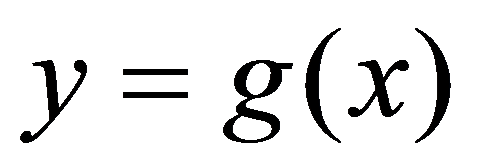 y = g(x)